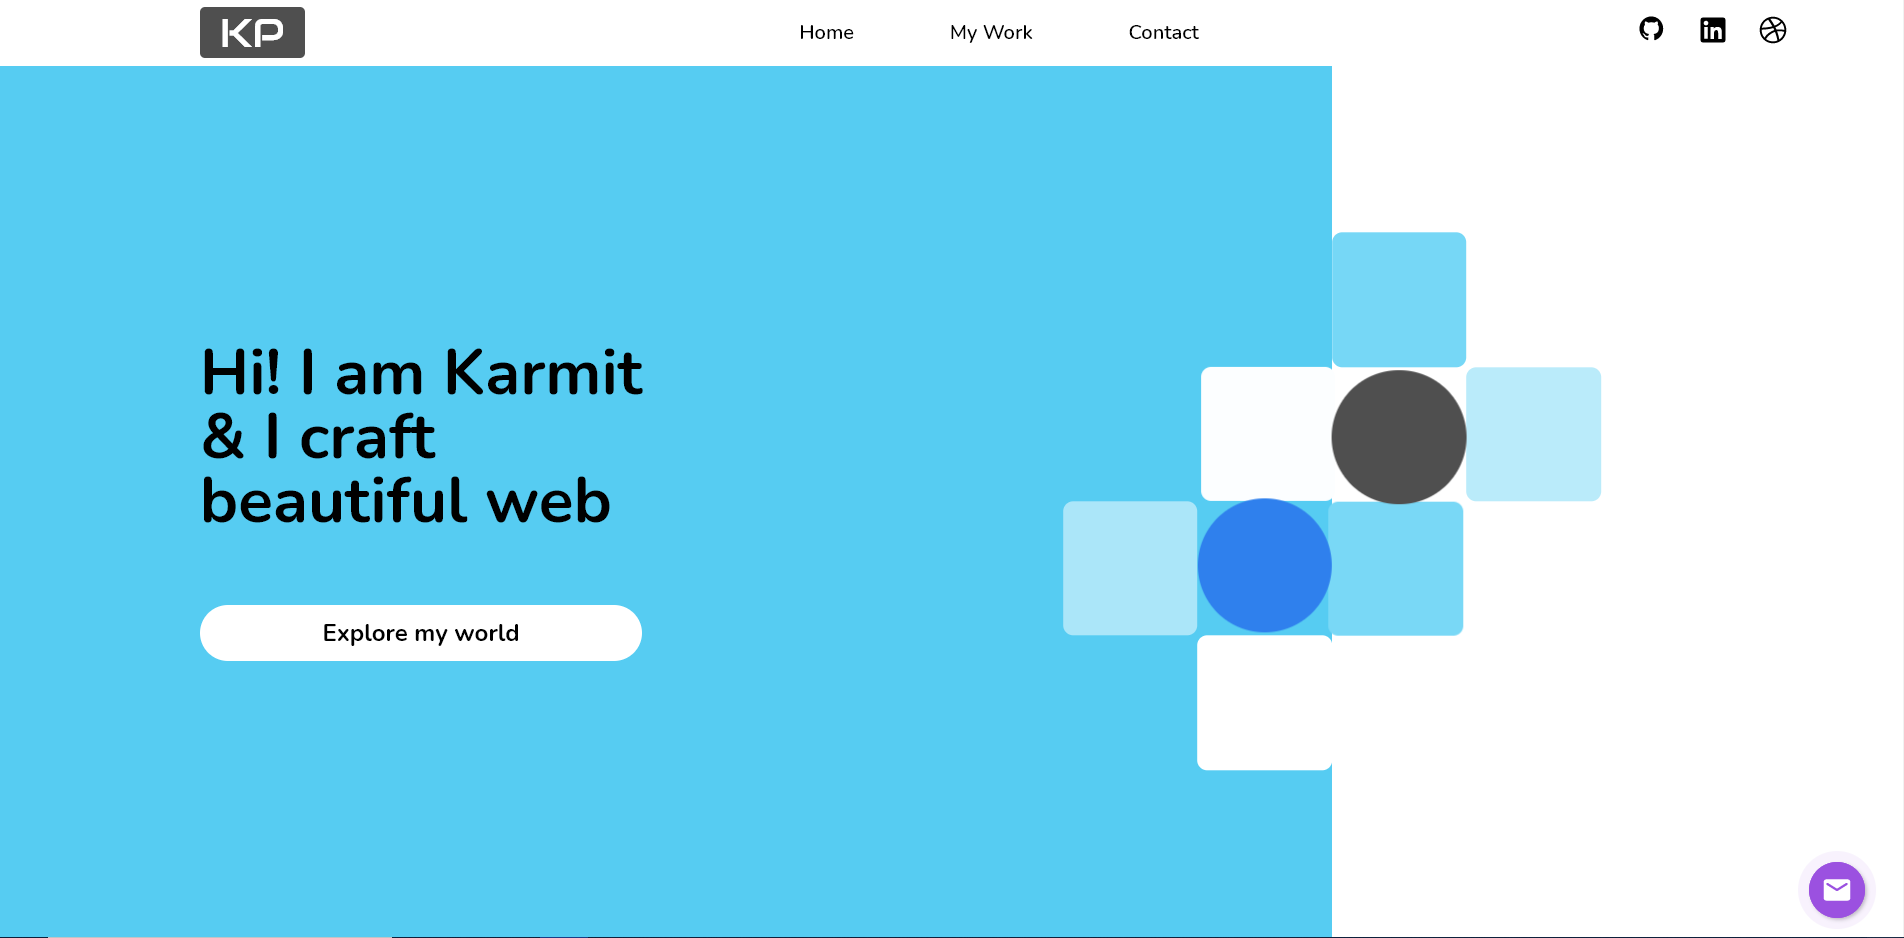 KP
Home
My Work
Contact
Hi! I am Karmit
& I craft
beautiful web
Explore my world